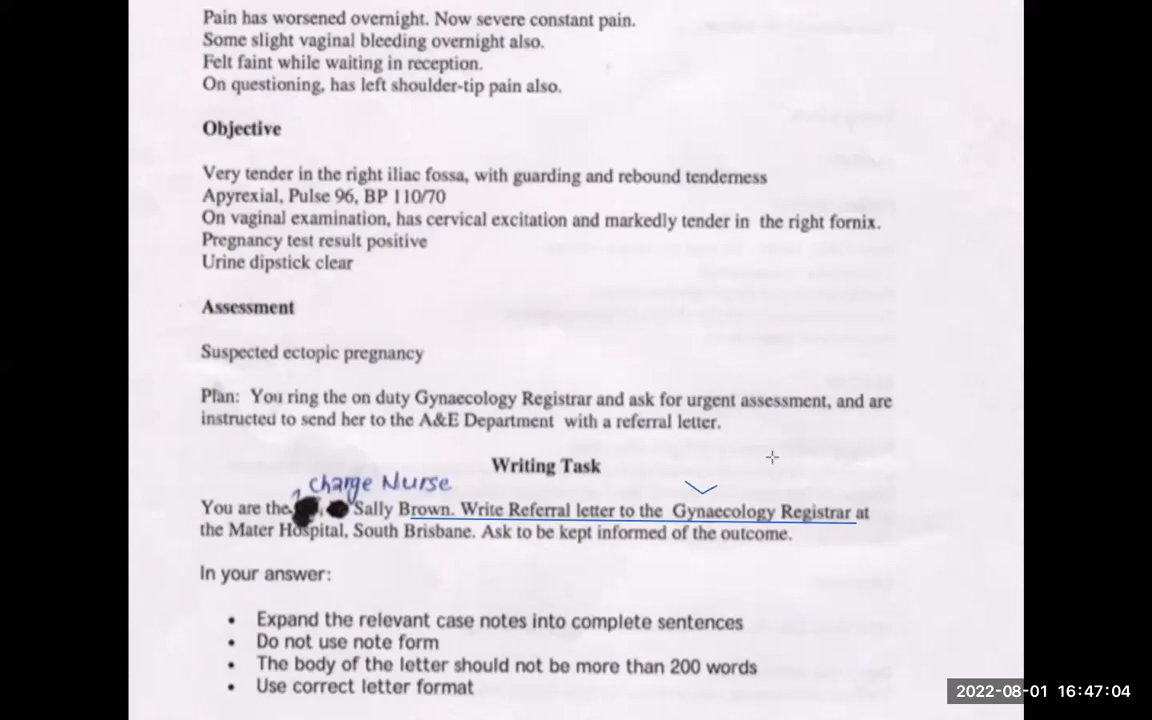 Pain has worsened overnight. Now severe constant pain.
Some slight vaginal bleeding overnight also.
Felt faint while waiting in reception.
On questioning, has left shoulder-tip pain also.
Objective
Very tender in the right iliac fossa, with guarding and rebound tenderness
Apyrexial, Pulse 96, BP 110/70
On vaginal examination, has cervical excitation and markedly tender in the right fornix.
Pregnancy test result positive
Urine dipstick clear
Assessment
Suspected ectopic pregnancy
Plan: You ring the on duty Gynaecology Registrar and ask for urgent assessment, and are
instructed to send her to the A&E Department with a referral letter.
Writing Task
charge Nurse
You are the Sally Brown. Write Referral letter to the Gynaecology Registrar at
the Mater Hospital, South Brisbane. Ask to be kept informed of the outcome.
In your answer:
• Expand the relevant case notes into complete sentences
• Do not use note form
• The body of the letter should not be more than 200 words
• Use correct letter format
2022-08-01 16:47:04